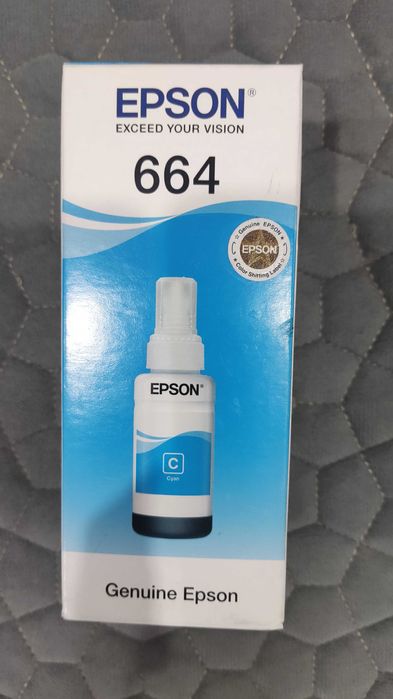 EPSON®
EXCEED YOUR VISION
664
★ Genuine EPSON ★
EPSON
★ Color Shifting Label ★
EPSON®
C
Cyan
Genuine Epson